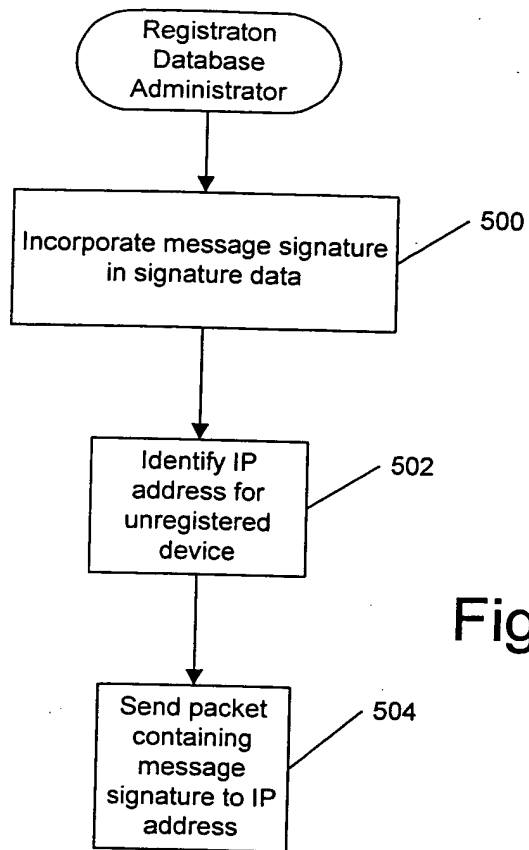 Registraton
Database
Administrator
Incorporate message signature
in signature data
500
Identify IP
address for
unregistered
device
502
Fig
Send packet
containing
message
signature to IP
address
504